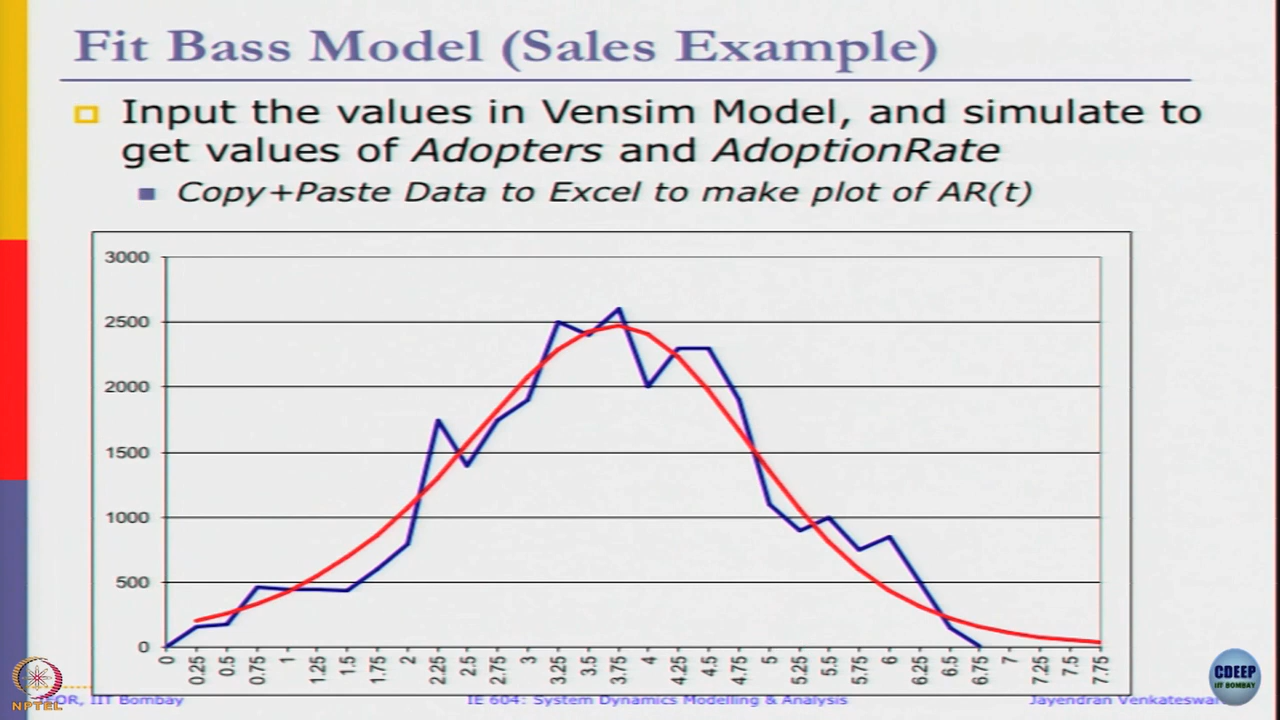 Fit Bass Model (Sales Example)
Input the values in Vensim Model, and simulate to
get values of Adopters and AdoptionRate
Copy+Paste Data to Excel to make plot of AR(t)
3000
2500
2000
1500
1000
500
0
0 0.25 0.5 0.75 1 1.25 1.5 1.75 2 2.25 2.5 2.75 3 3.25 3.5 3.75 4 4.25 4.5 4.75 5 5.25 5.5 5.75 6 6.25 6.5 6.75 7 7.25 7.5 7.75
IIT Bombay
IE 604: System Dynamics Modelling & Analysis
Jayendran
NPTEL
CDEEP
IIT BOMBAY